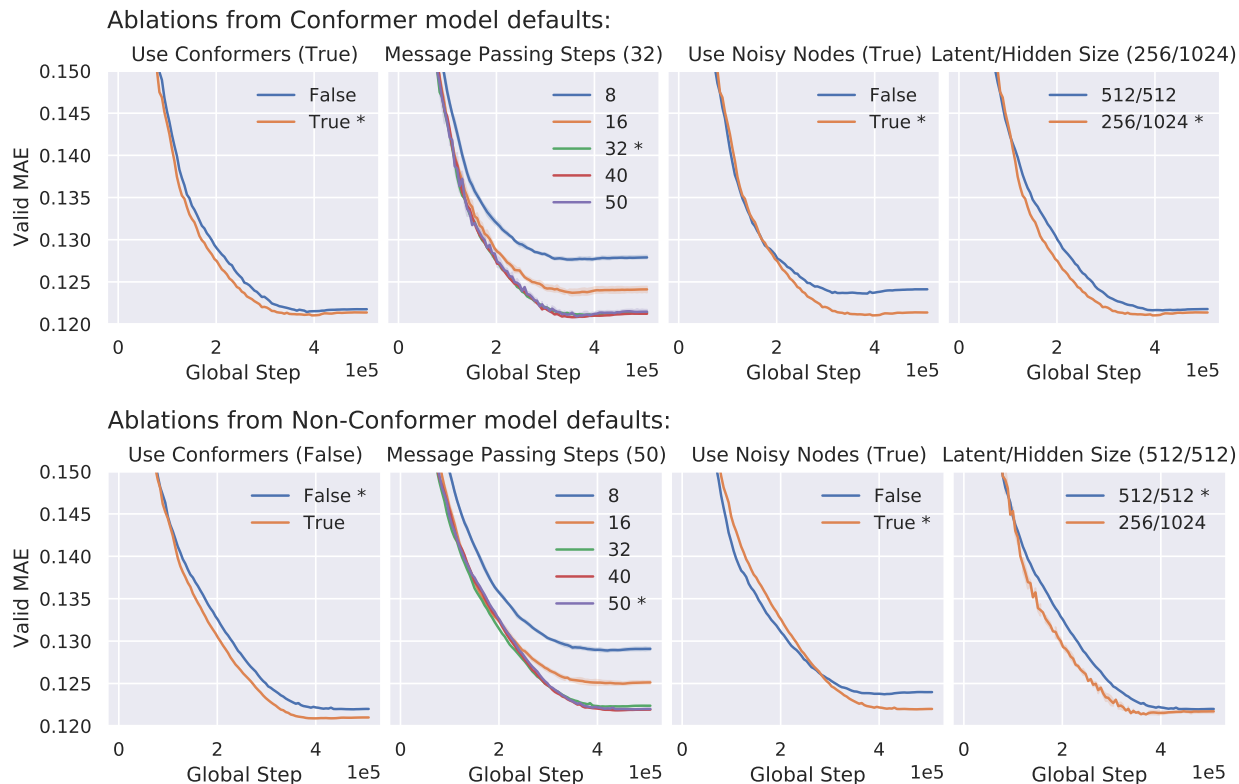 Ablations from Conformer model defaults:
Use Conformers (True)
Message Passing Steps (32)
Use Noisy Nodes (True)
Latent/Hidden Size (256/1024)
Valid MAE
0.150
0.145
0.140
0.135
0.130
0.125
0.120
False
True *
8
16
32 *
40
50
False
True *
512/512
256/1024 *
0 2 4
0 2 4
0 2 4
0 2 4
Global Step 1e5
Global Step 1e5
Global Step 1e5
Global Step 1e5
Ablations from Non-Conformer model defaults:
Use Conformers (False)
Message Passing Steps (50)
Use Noisy Nodes (True)
Latent/Hidden Size (512/512)
Valid MAE
0.150
0.145
0.140
0.135
0.130
0.125
0.120
False *
True
8
16
32
40
50 *
False
True *
512/512 *
256/1024
0 2 4
0 2 4
0 2 4
0 2 4
Global Step 1e5
Global Step 1e5
Global Step 1e5
Global Step 1e5